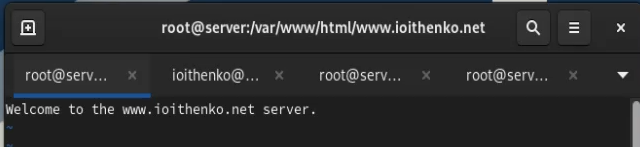 root@server:/var/www/html/www.ioithenko.net
root@serv... ioithenko@... root@serv... root@serv...
Welcome to the www.ioithenko.net server.
~
~